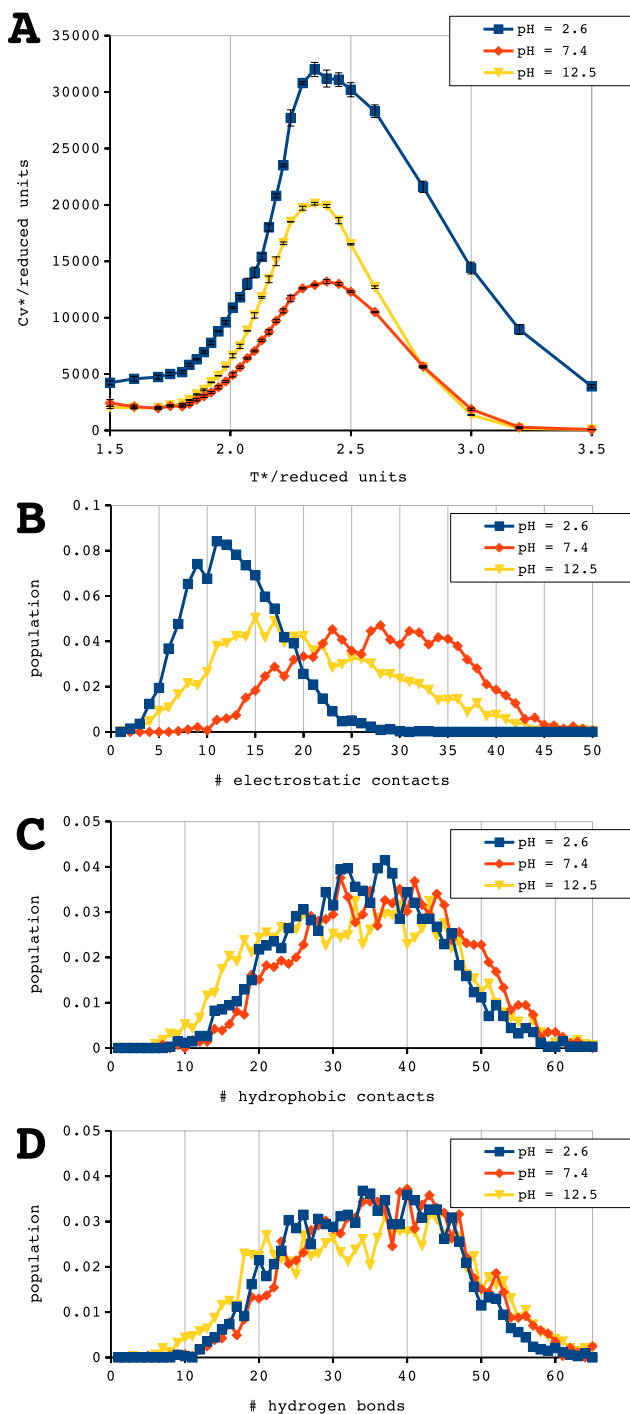 A
pH = 2.6
pH = 7.4
pH = 12.5
35000
30000
25000
20000
15000
10000
5000
0
Cv*/reduced units
1.5 2.0 2.5 3.0 3.5
T*/reduced units
B
pH = 2.6
pH = 7.4
pH = 12.5
0.1
0.08
0.06
0.04
0.02
0
population
0 5 10 15 20 25 30 35 40 45 50
# electrostatic contacts
C
pH = 2.6
pH = 7.4
pH = 12.5
0.05
0.04
0.03
0.02
0.01
0
population
0 10 20 30 40 50 60
# hydrophobic contacts
D
pH = 2.6
pH = 7.4
pH = 12.5
0.05
0.04
0.03
0.02
0.01
0
population
0 10 20 30 40 50 60
# hydrogen bonds